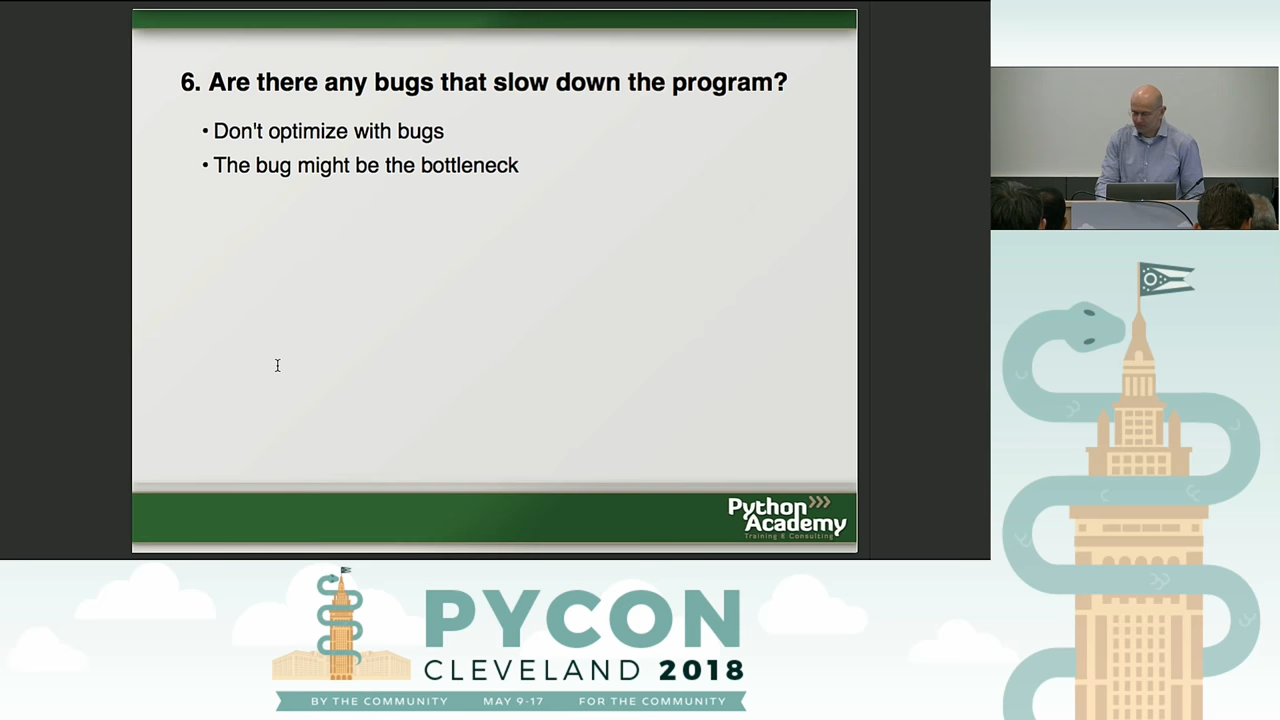 6. Are there any bugs that slow down the program?
• Don't optimize with bugs
• The bug might be the bottleneck
Python
Academy
Training & Consulting
PYCON
CLEVELAND 2018
BY THE COMMUNITY MAY 9-17 FOR THE COMMUNITY